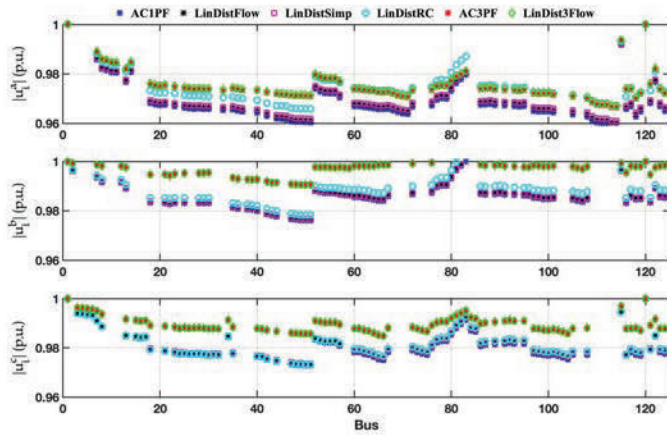 AC1PF LinDistFlow LinDistSimp LinDistRC AC3PF LinDist3Flow
1
0.98
0.96
|u_i^a| (p.u.)
0 20 40 60 80 100 120
1
0.98
0.96
|u_i^b| (p.u.)
0 20 40 60 80 100 120
1
0.98
0.96
|u_i^c| (p.u.)
0 20 40 60 80 100 120
Bus